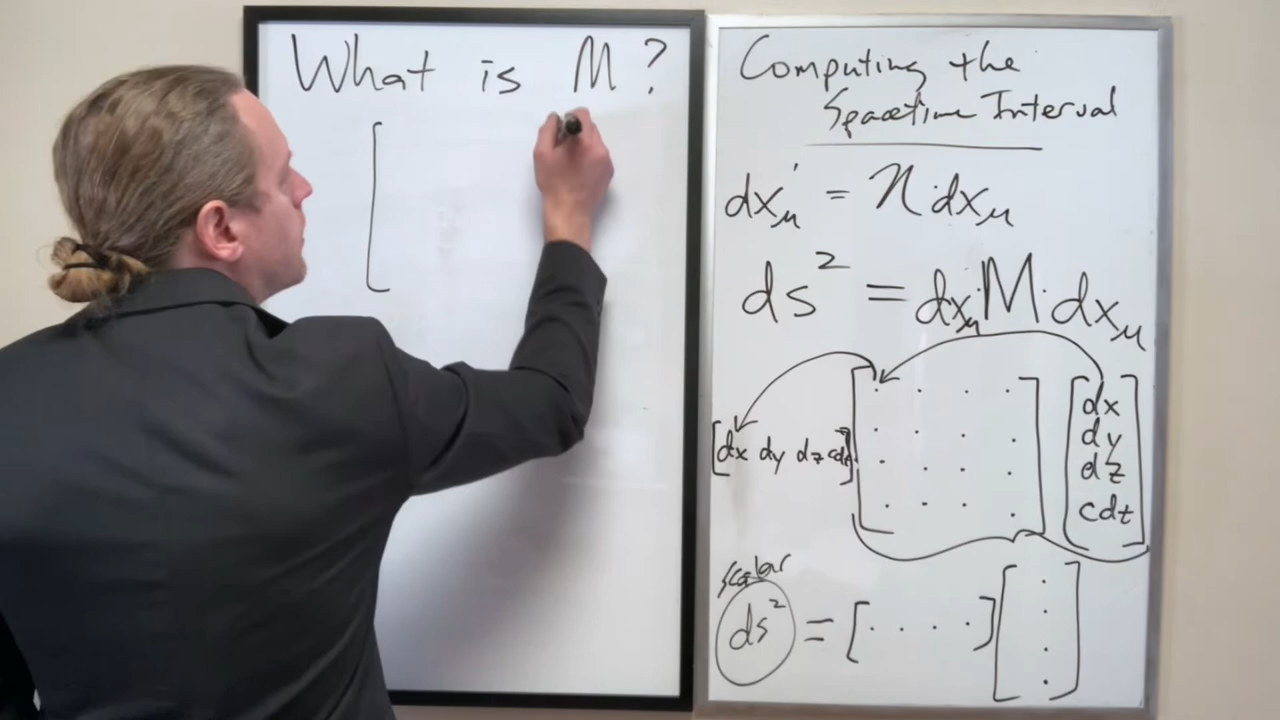 What is M?
Computing the
Spacetime Interval
dx'μ = 𝒩·dxμ
ds² = dxμ·M·dxμ
[dx dy dz cdt] [· · · · · · · · · · · · · · · ·] [dx dy dz cdt]
scalar
ds² = [· · · ·] [· · · ·]